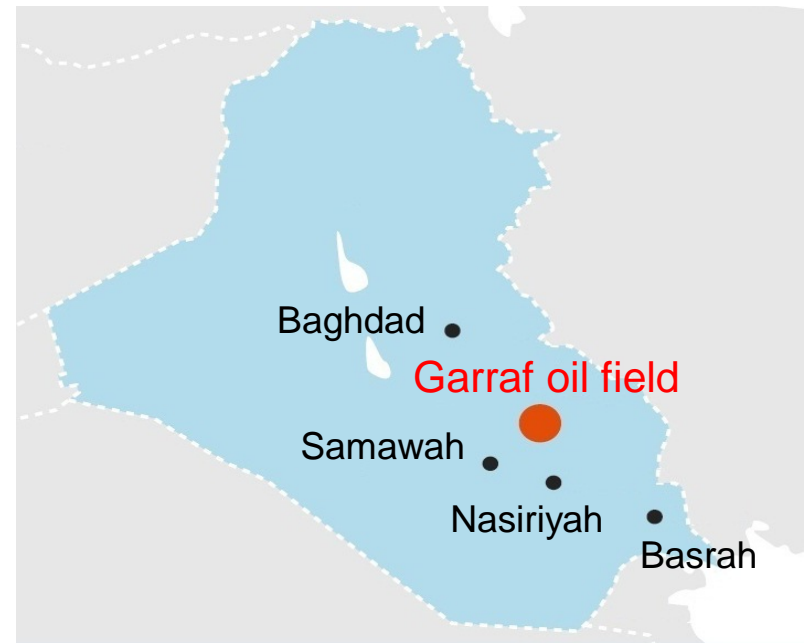 Baghdad
Garraf oil field
Samawah
Nasiriyah
Basrah